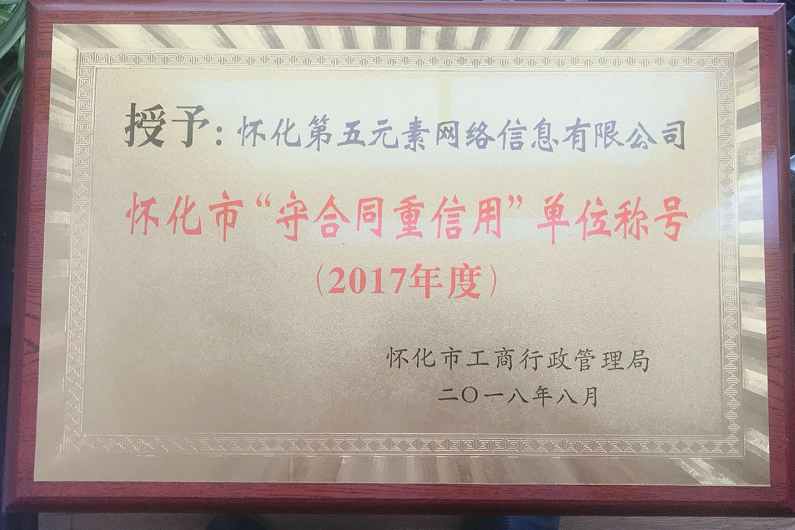 授予：怀化第五元素网络信息有限公司
怀化市“守合同重信用”单位称号
（2017年度）
怀化市工商行政管理局
二〇一八年八月